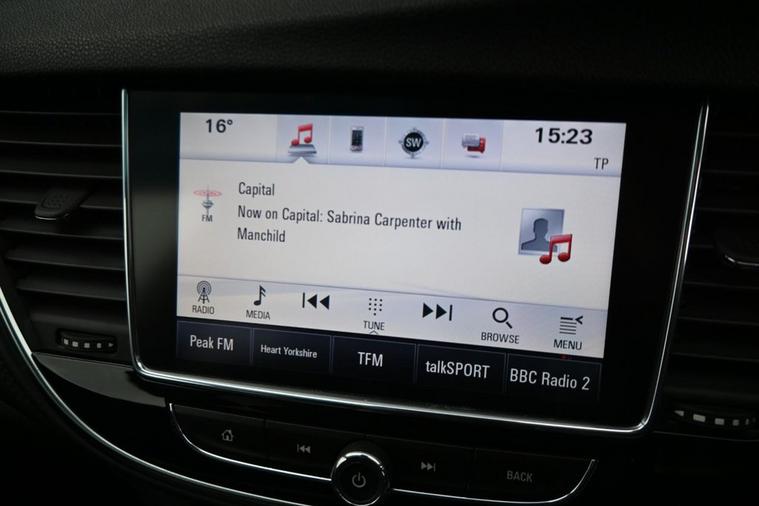 16°
SW
15:23
TP
FM
Capital
Now on Capital: Sabrina Carpenter with
Manchild
RADIO
MEDIA
TUNE
BROWSE
MENU
Peak FM
Heart Yorkshire
TFM
talkSPORT
BBC Radio 2
BACK